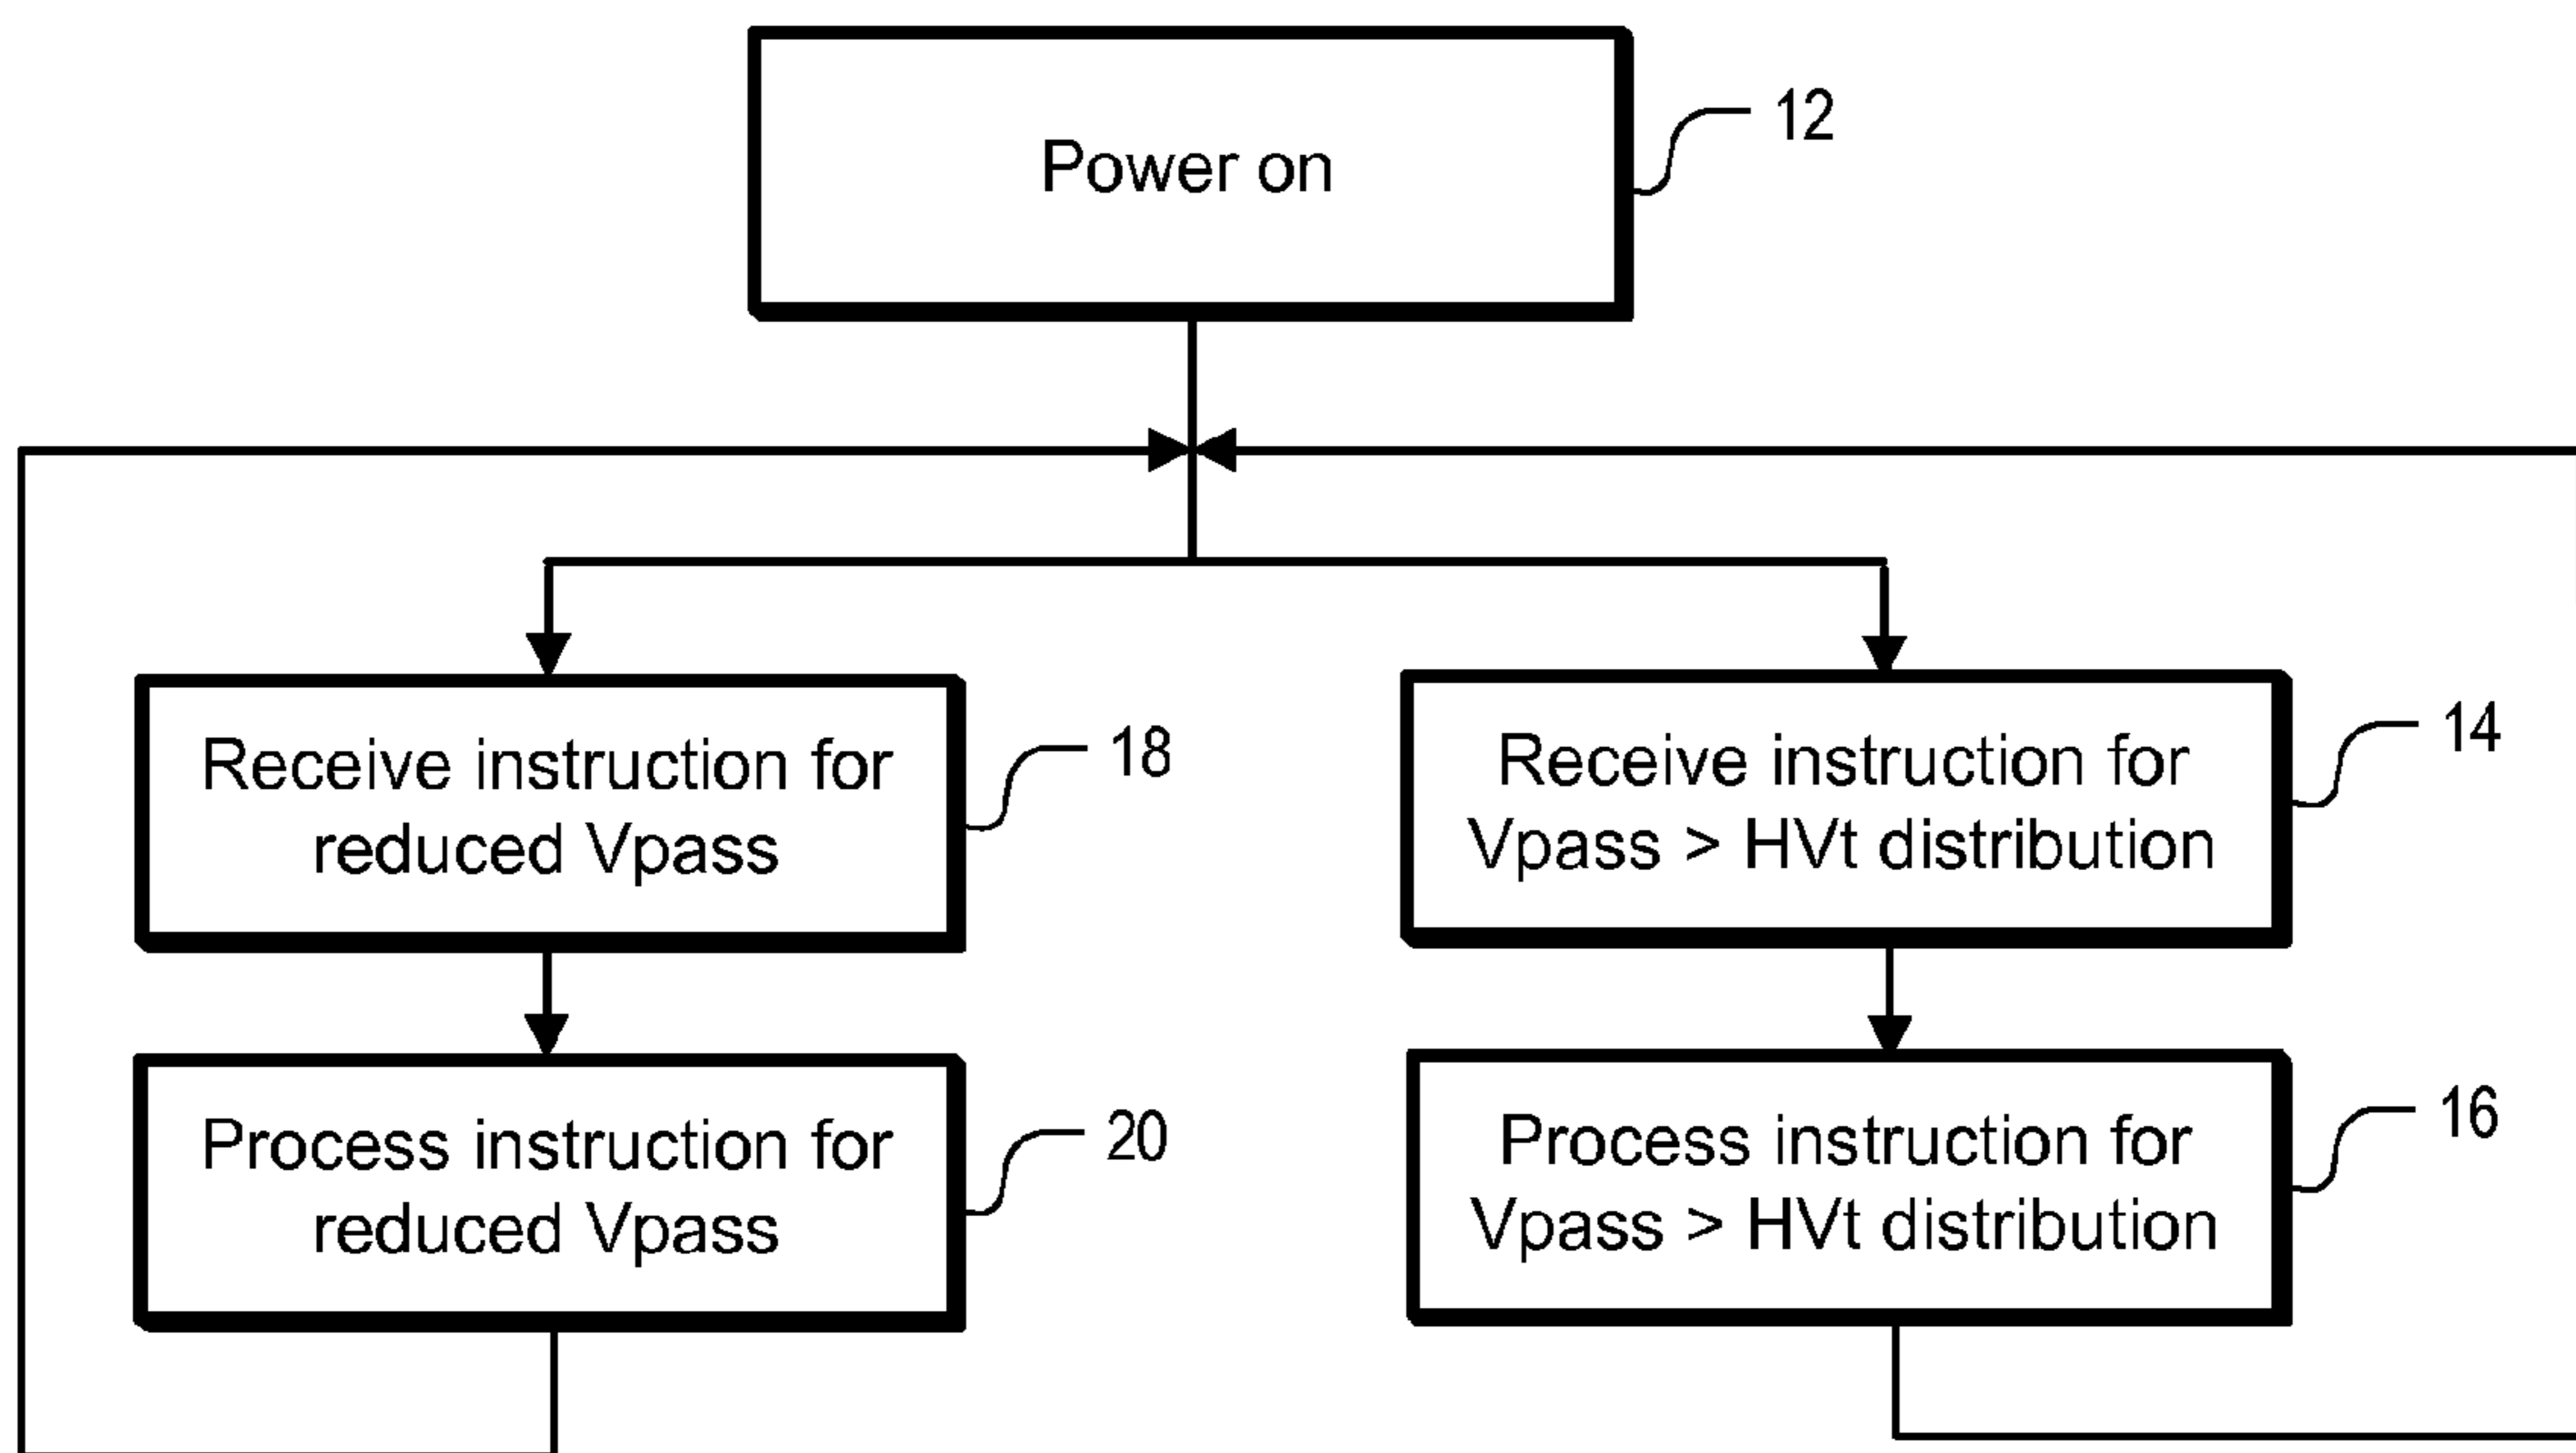 Power on
12
Receive instruction for
reduced Vpass
18
Receive instruction for
Vpass > HVt distribution
14
Process instruction for
reduced Vpass
20
Process instruction for
Vpass > HVt distribution
16